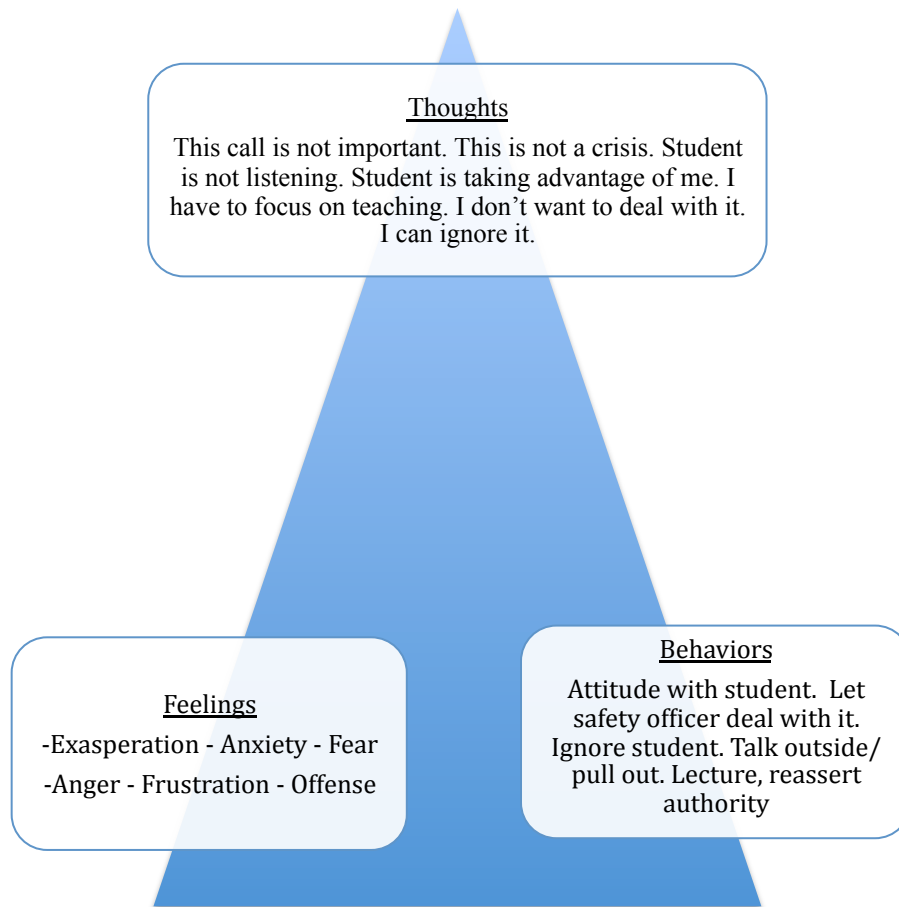 Thoughts
This call is not important. This is not a crisis. Student
is not listening. Student is taking advantage of me. I
have to focus on teaching. I don’t want to deal with it.
I can ignore it.
Feelings
-Exasperation - Anxiety - Fear
-Anger - Frustration - Offense
Behaviors
Attitude with student.  Let
safety officer deal with it.
Ignore student. Talk outside/
pull out. Lecture, reassert
authority